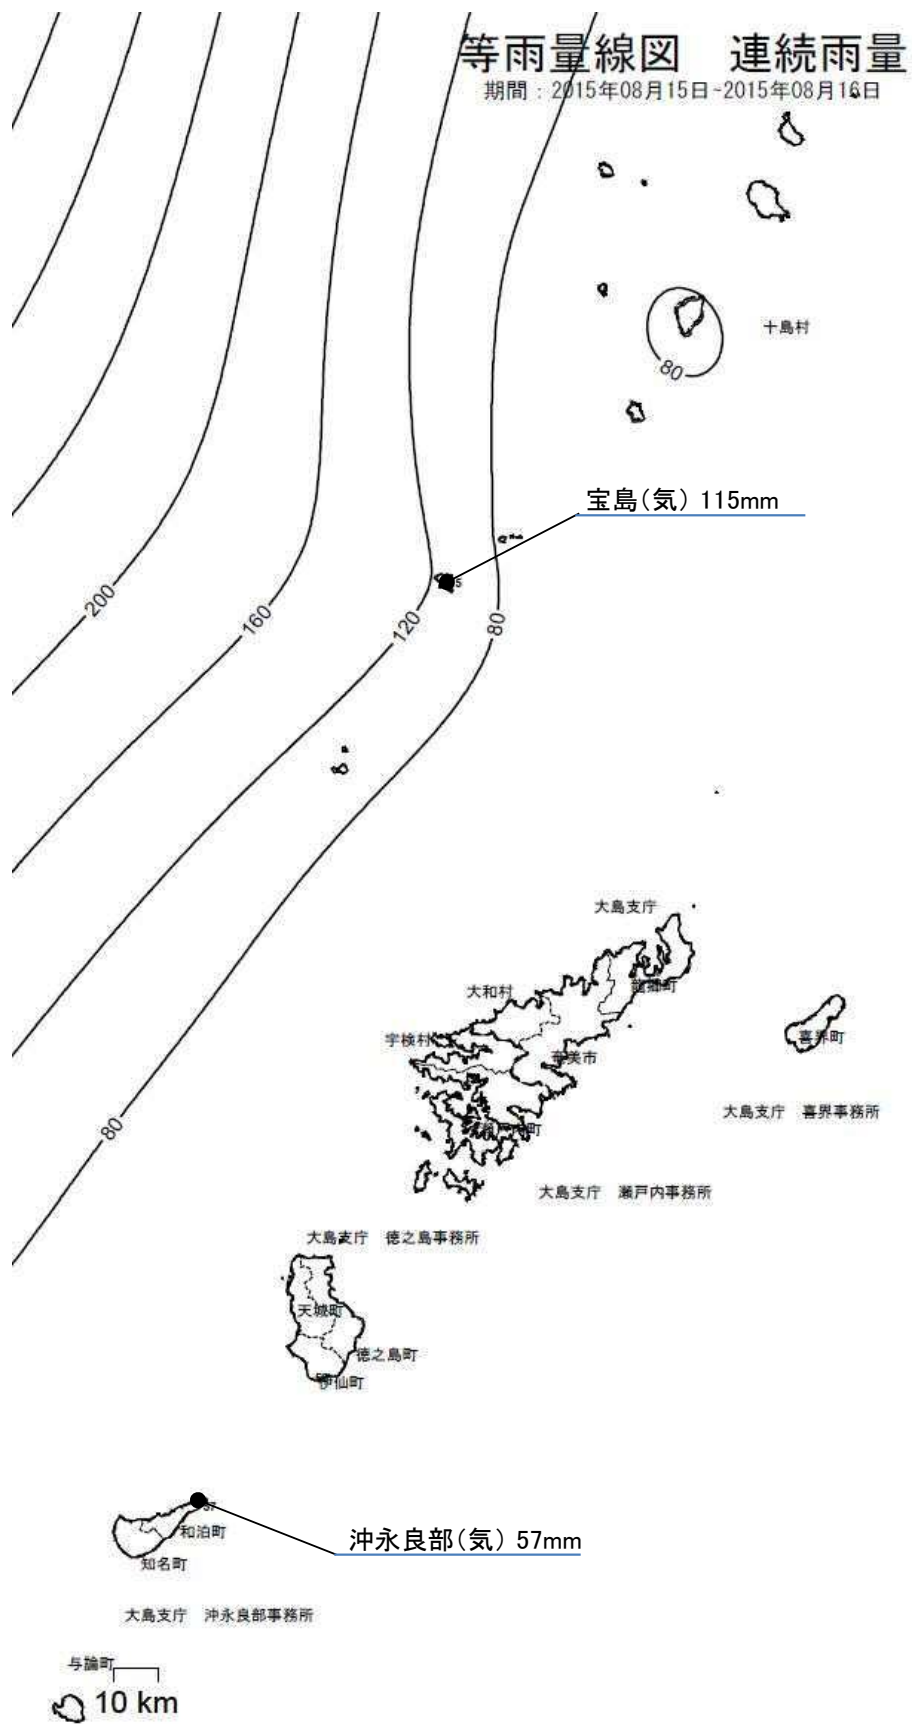 等雨量線図　連続雨量
期間：2015年08月15日-2015年08月16日
十島村
80
宝島(気) 115mm
200
160
120
80
大島支庁
龍郷町
大和村
宇検村
奄美市
喜界町
大島支庁　喜界事務所
80
瀬戸内町
大島支庁　瀬戸内事務所
大島支庁　徳之島事務所
天城町
徳之島町
伊仙町
和泊町
沖永良部(気) 57mm
知名町
大島支庁　沖永良部事務所
与論町
10 km